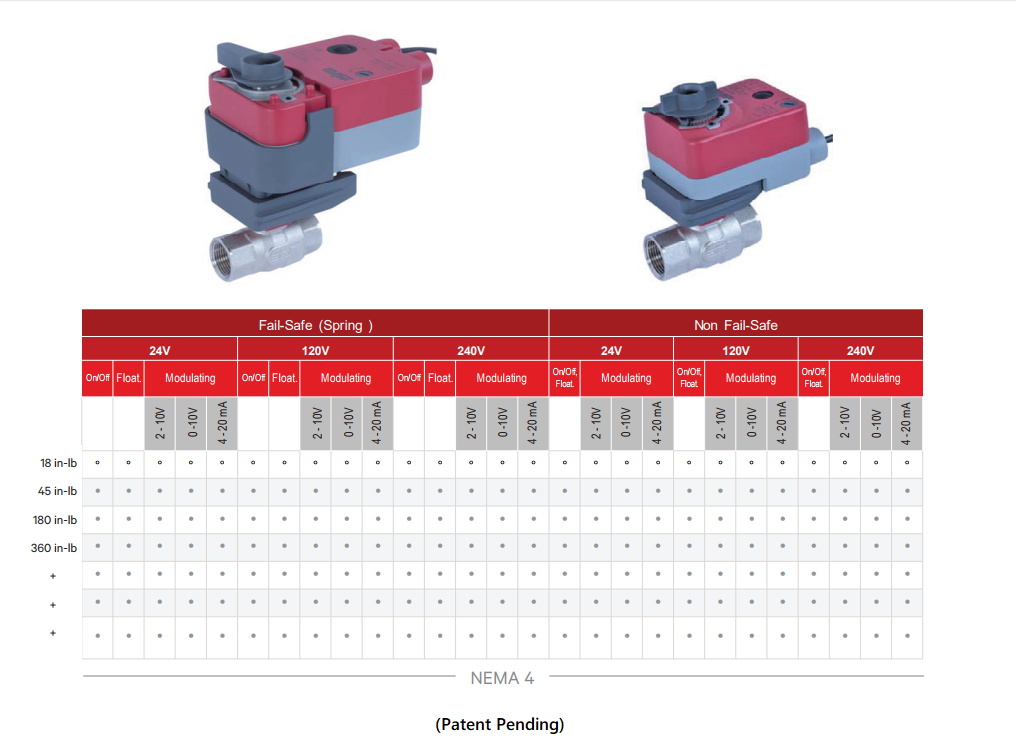 Fail-Safe (Spring ) Non Fail-Safe
24V 120V 240V 24V 120V 240V
On/Off Float. Modulating On/Off Float. Modulating On/Off Float. Modulating On/Off, Float. Modulating On/Off, Float. Modulating On/Off, Float. Modulating
2 - 10V 0 -10V 4 - 20 mA 2 - 10V 0 -10V 4 - 20 mA 2 - 10V 0 -10V 4 - 20 mA 2 - 10V 0 -10V 4 - 20 mA 2 - 10V 0 -10V 4 - 20 mA 2 - 10V 0 -10V 4 - 20 mA
18 in-lb
45 in-lb
180 in-lb
360 in-lb
+
+
+
NEMA 4
(Patent Pending)